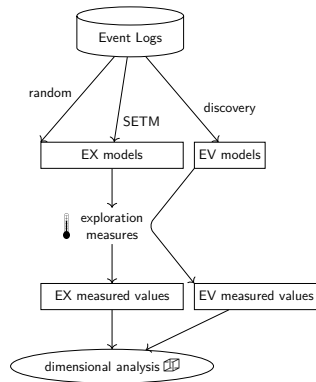 Event Logs
random
SETM
discovery
EX models
EV models
exploration
measures
EX measured values
EV measured values
dimensional analysis